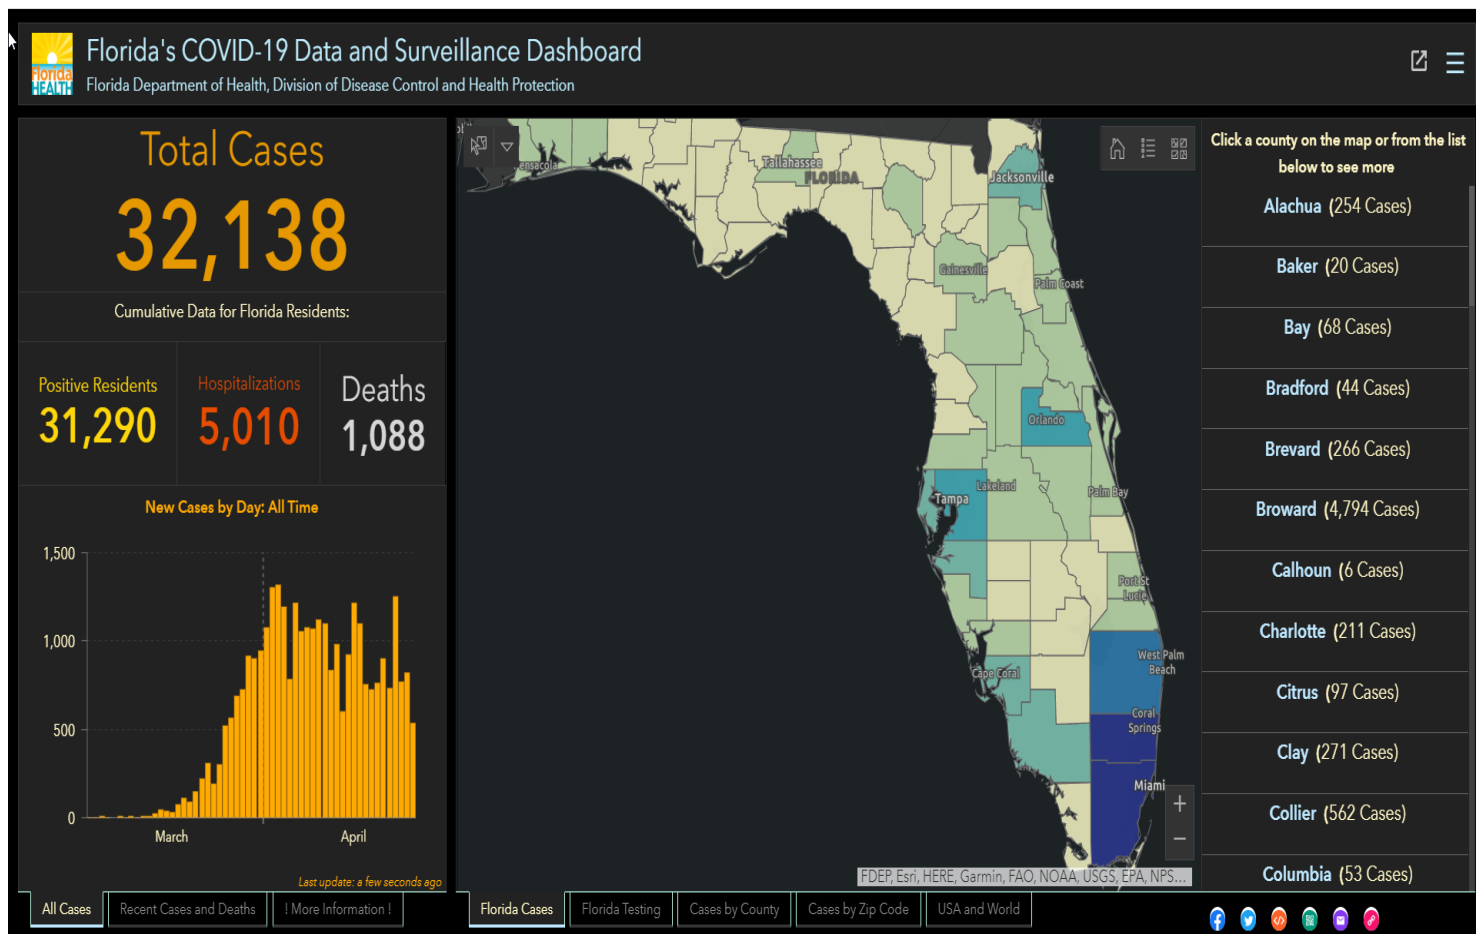 Florida's COVID-19 Data and Surveillance Dashboard
Florida Department of Health, Division of Disease Control and Health Protection
Florida
HEALTH
Total Cases
32,138
Cumulative Data for Florida Residents:
Positive Residents
31,290
Hospitalizations
5,010
Deaths
1,088
New Cases by Day: All Time
1,500
1,000
500
0
March
April
Last update: a few seconds ago
All Cases
Recent Cases and Deaths
! More Information !
ensacola
Tallahassee
FLORIDA
Jacksonville
Gainesville
Palm Coast
Orlando
Tampa
Lakeland
Palm Bay
Port St
Lucie
Cape Coral
West Palm
Beach
Coral
Springs
Miami
+
−
FDEP, Esri, HERE, Garmin, FAO, NOAA, USGS, EPA, NPS...
Florida Cases
Florida Testing
Cases by County
Cases by Zip Code
USA and World
Click a county on the map or from the list
below to see more
Alachua (254 Cases)
Baker (20 Cases)
Bay (68 Cases)
Bradford (44 Cases)
Brevard (266 Cases)
Broward (4,794 Cases)
Calhoun (6 Cases)
Charlotte (211 Cases)
Citrus (97 Cases)
Clay (271 Cases)
Collier (562 Cases)
Columbia (53 Cases)